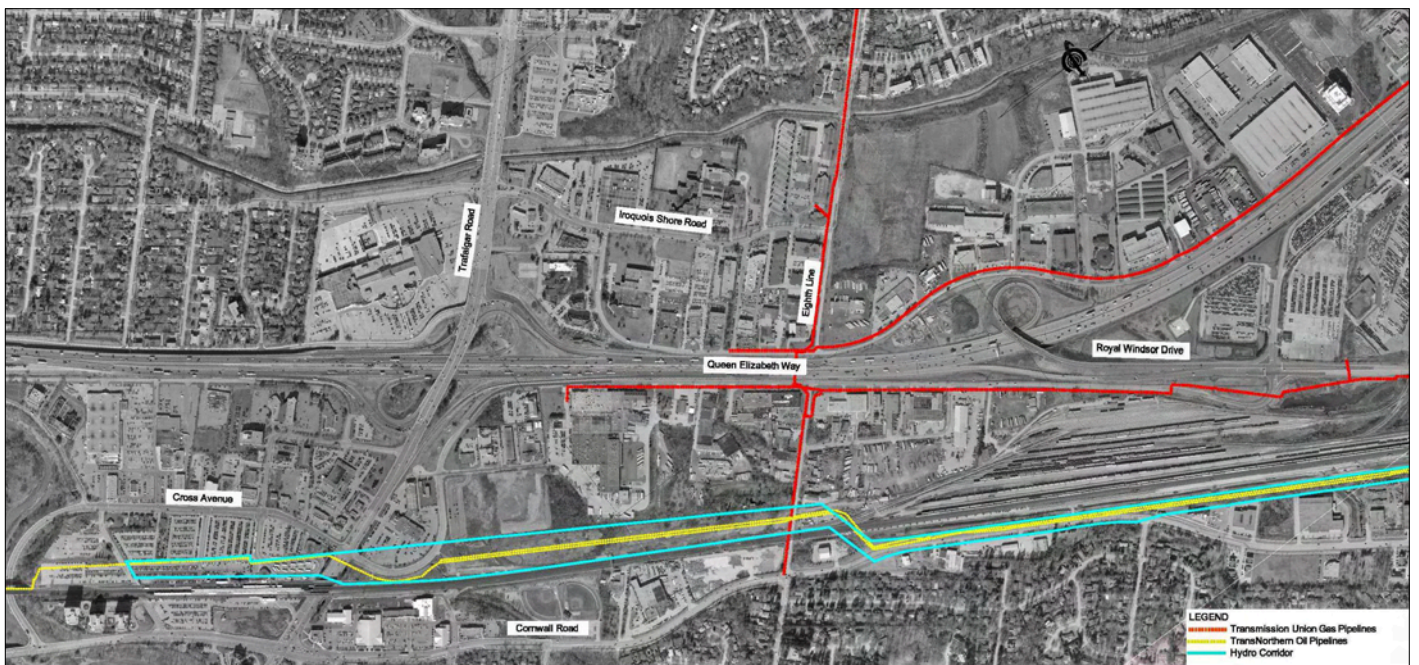 Iroquois Shore Road
Trafalgar Road
Eighth Line
Royal Windsor Drive
Queen Elizabeth Way
Cross Avenue
Cornwall Road
LEGEND
Transmission Union Gas Pipelines
TransNorthern Oil Pipelines
Hydro Corridor